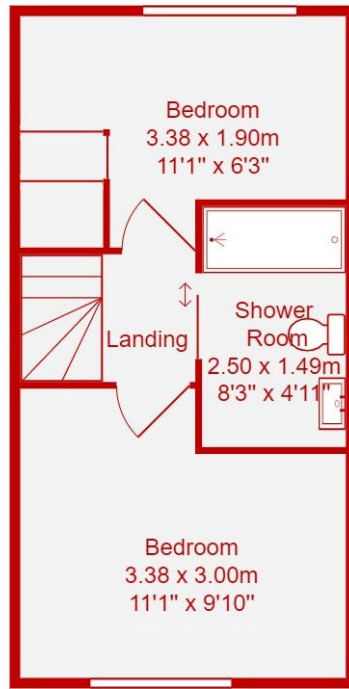 Bedroom
3.38 x 1.90m
11'1" x 6'3"
Landing
Shower
Room
2.50 x 1.49m
8'3" x 4'11"
Bedroom
3.38 x 3.00m
11'1" x 9'10"